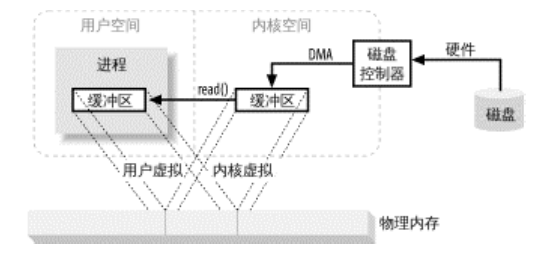 用户空间
内核空间
进程
缓冲区
read()
缓冲区
DMA
磁盘
控制器
硬件
磁盘
用户虚拟
内核虚拟
物理内存